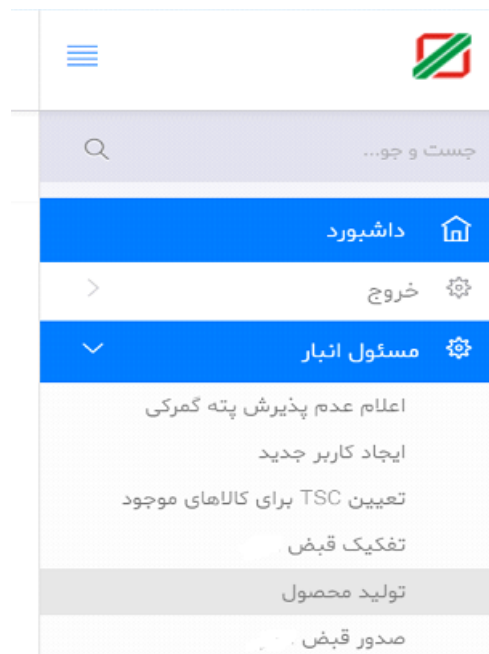 جست و جو...
داشبورد
خروج
مسئول انبار
اعلام عدم پذیرش پته گمرکی
ایجاد کاربر جدید
تعیین TSC برای کالاهای موجود
تفکیک قبض
تولید محصول
صدور قبض